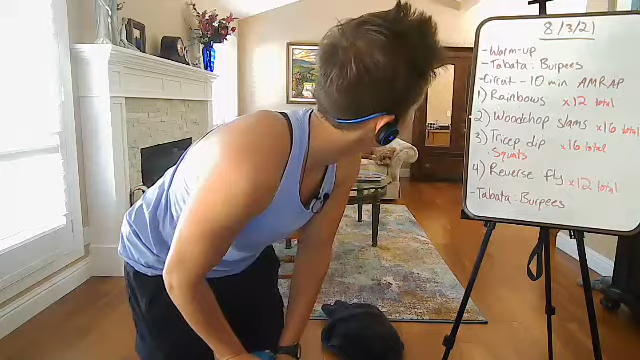 8/3/21
- Warm-up
- Tabata: Burpees
- Circuit - 10 min AMRAP
1) Rainbows x12 total
2) Woodchop slams x16 total
3) Tricep dip x16 total
Squats
4) Reverse fly x12 total
- Tabata: Burpees